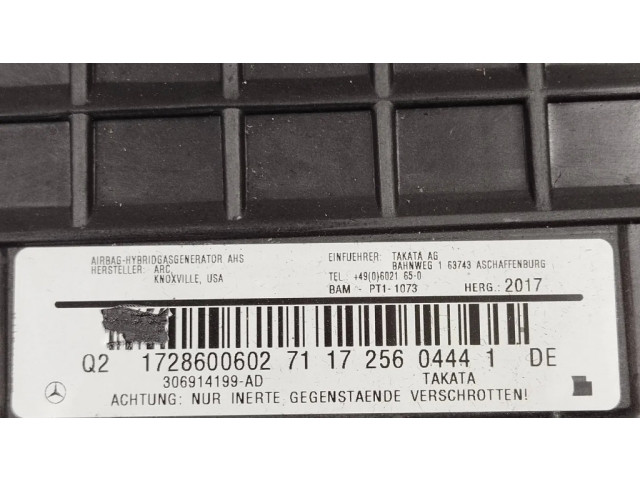 AIRBAG-HYBRIDGASGENERATOR AHS
HERSTELLER: ARC,
KNOXVILLE, USA
EINFUEHRER: TAKATA AG
BAHNWEG 1 63743 ASCHAFFENBURG
TEL. +49(0)6021 65-0
BAM - PT1-1073 HERG.: 2017
Q2 1728600602 71 17 256 0444 1 DE
306914199-AD TAKATA
ACHTUNG: NUR INERTE GEGENSTAENDE VERSCHROTTEN!